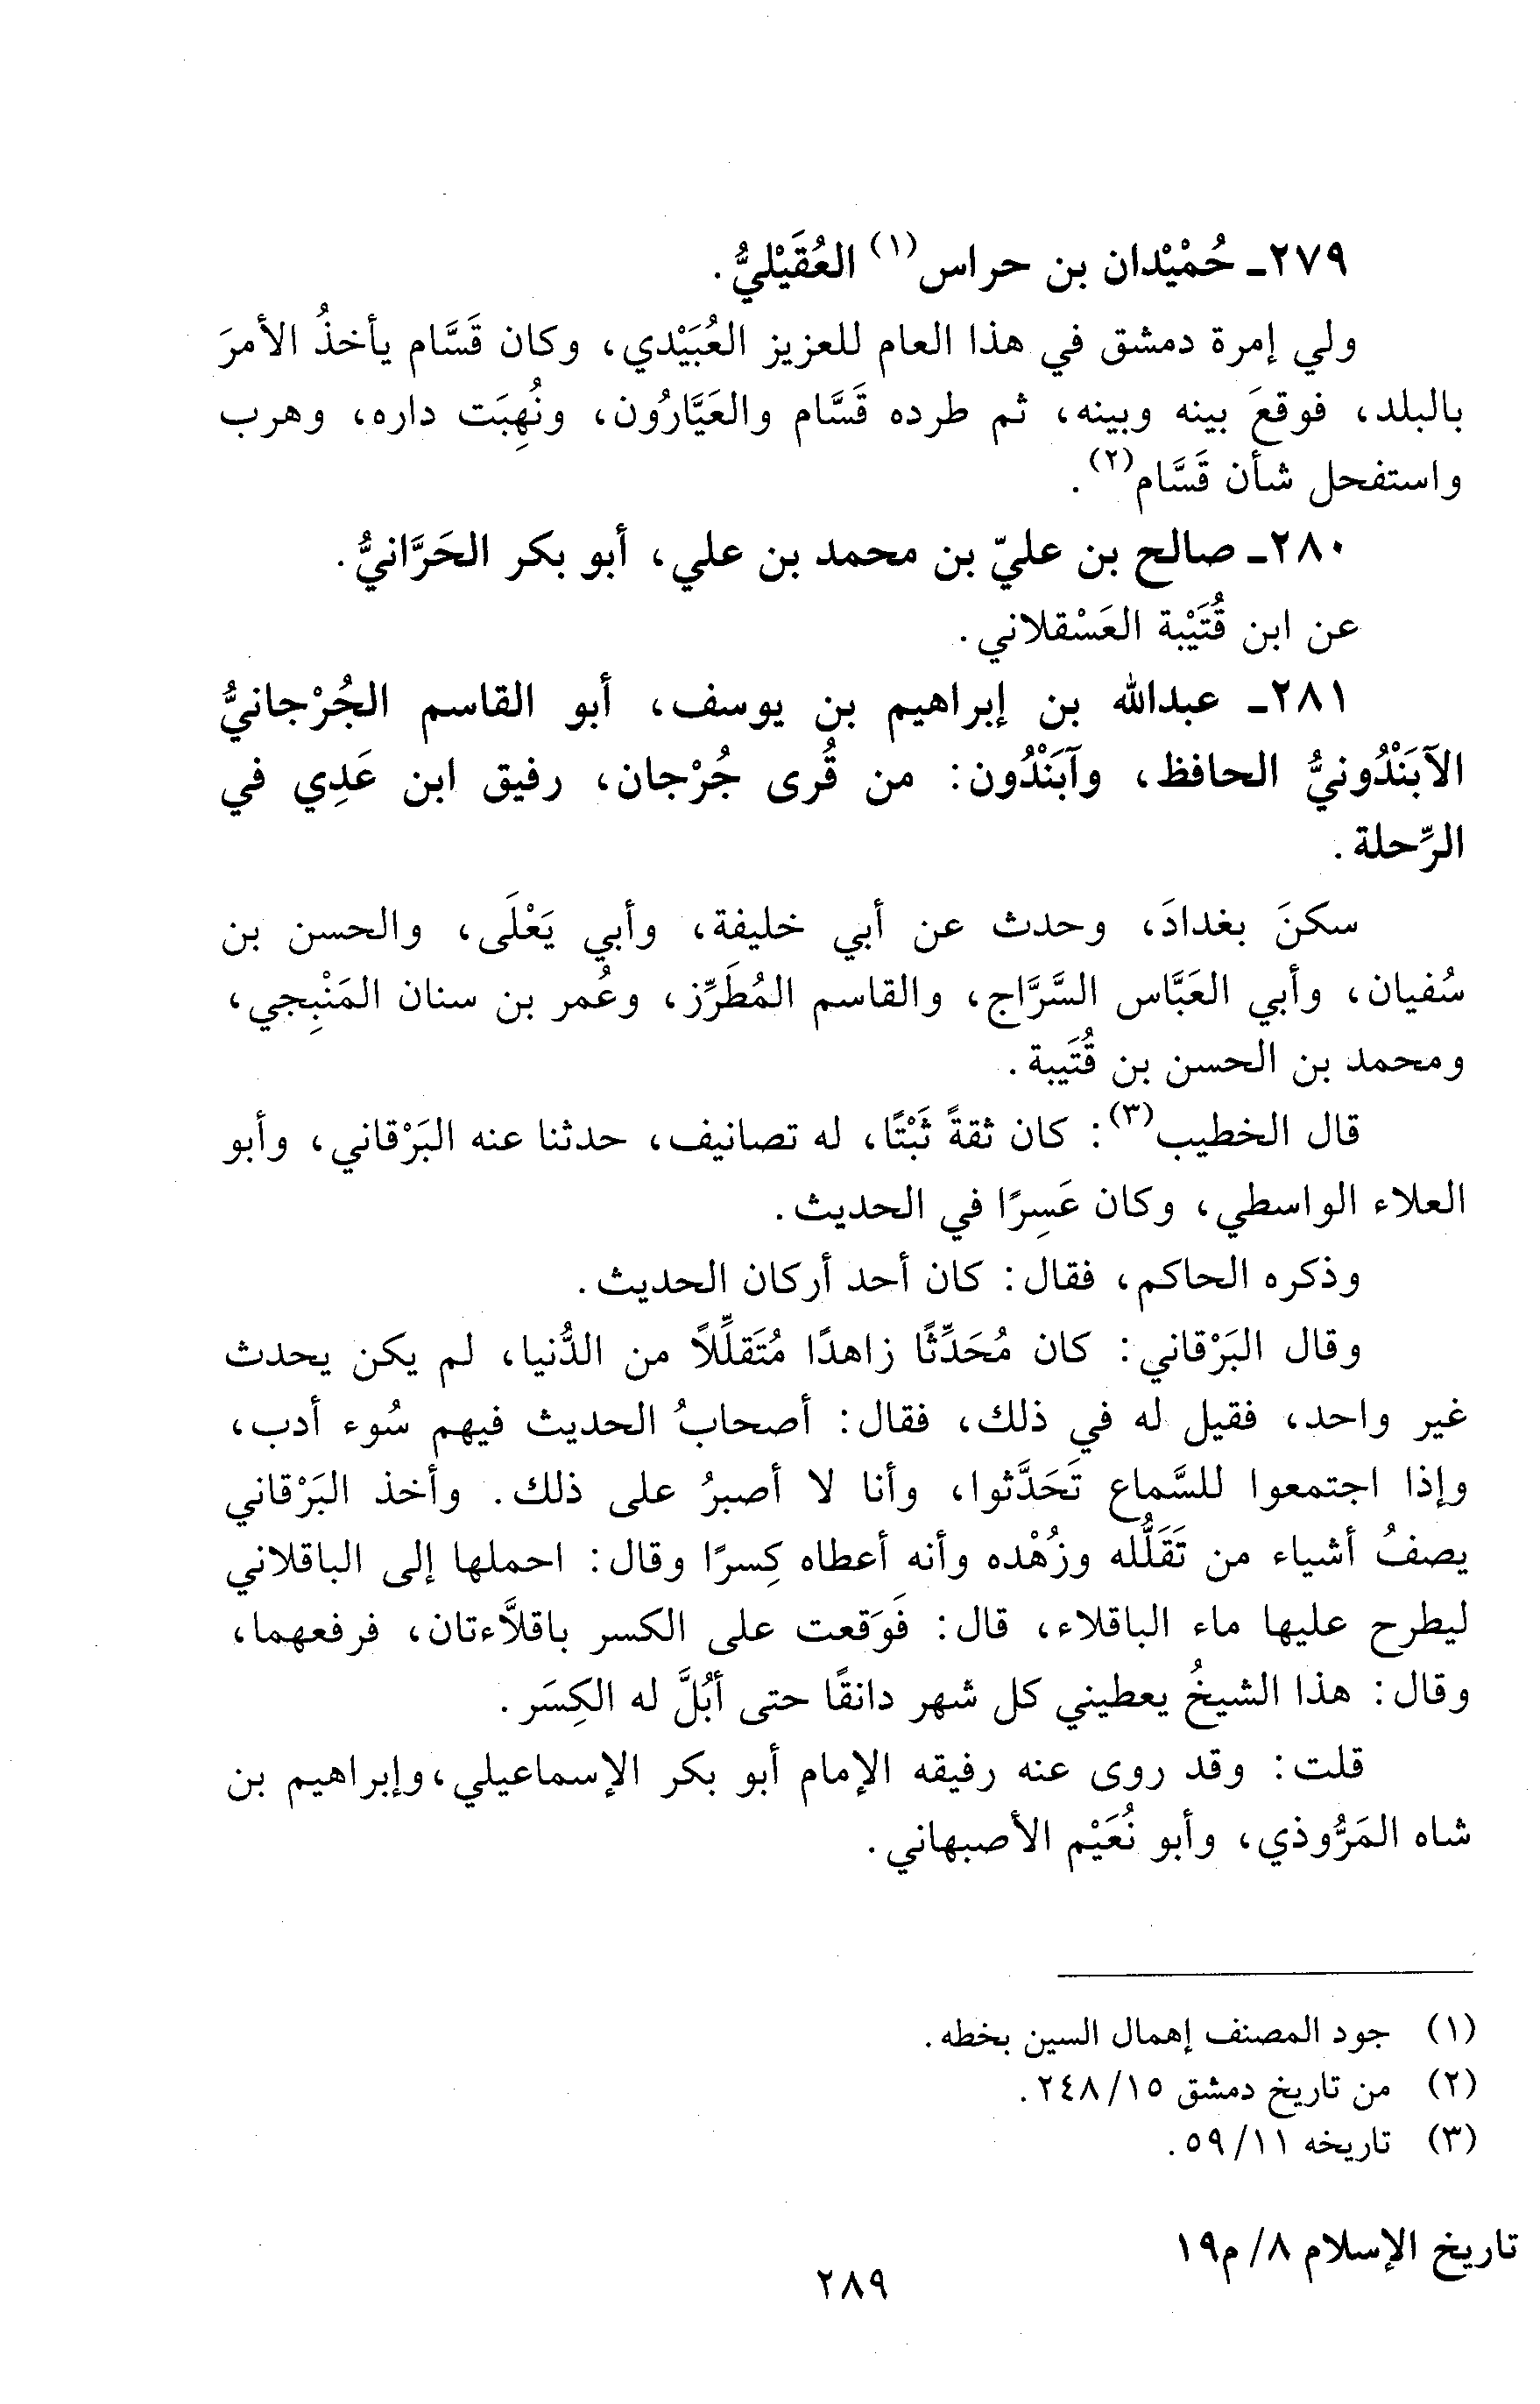 ٢٧٩ـ حُمْيْدان بن حراس(١) العُقَيْليُّ.
ولي إمرة دمشق في هذا العام للعزيز العُبَيْدي، وكان قَسَّام يأخذُ الأمرَ
بالبلد، فوقعَ بينه وبينه، ثم طرده قَسَّام والعَيَّارُون، ونُهِبَت داره، وهرب
واستفحل شأن قَسَّام(٢).
٢٨٠ـ صالح بن عليّ بن محمد بن علي، أبو بكر الحَرَّانيُّ.
عن ابن قُتَيْبة العَسْقلاني.
٢٨١ـ عبدالله بن إبراهيم بن يوسف، أبو القاسم الجُرْجانيُّ
الآبَنْدُونيُّ الحافظ، وآبَنْدُون: من قُرى جُرْجان، رفيق ابن عَدِي في
الرِّحلة.
سكنَ بغدادَ، وحدث عن أبي خليفة، وأبي يَعْلَى، والحسن بن
سُفيان، وأبي العَبَّاس السَّرَّاج، والقاسم المُطَرِّز، وعُمر بن سنان المَنْبِجي،
ومحمد بن الحسن بن قُتَيبة.
قال الخطيب(٣): كان ثقةً ثَبْتًا، له تصانيف، حدثنا عنه البَرْقاني، وأبو
العلاء الواسطي، وكان عَسِرًا في الحديث.
وذكره الحاكم، فقال: كان أحد أركان الحديث.
وقال البَرْقاني: كان مُحَدِّثًا زاهدًا مُتَقلِّلاً من الدُّنيا، لم يكن يحدث
غير واحد، فقيل له في ذلك، فقال: أصحابُ الحديث فيهم سُوء أدب،
وإذا اجتمعوا للسَّماع تَحَدَّثوا، وأنا لا أصبرُ على ذلك. وأخذ البَرْقاني
يصفُ أشياء من تَقَلُّله وزُهْده وأنه أعطاه كِسرًا وقال: احملها إلى الباقلاني
ليطرح عليها ماء الباقلاء، قال: فَوَقعت على الكسر باقلاَّءتان، فرفعهما،
وقال: هذا الشيخُ يعطيني كل شهر دانقًا حتى أبُلَّ له الكِسَر.
قلت: وقد روى عنه رفيقه الإمام أبو بكر الإسماعيلي، وإبراهيم بن
شاه المَرُّوذي، وأبو نُعَيْم الأصبهاني.
(١) جود المصنف إهمال السين بخطه.
(٢) من تاريخ دمشق ١٥/ ٢٤٨.
(٣) تاريخه ١١/ ٥٩.
تاريخ الإسلام ٨/ م١٩
٢٨٩